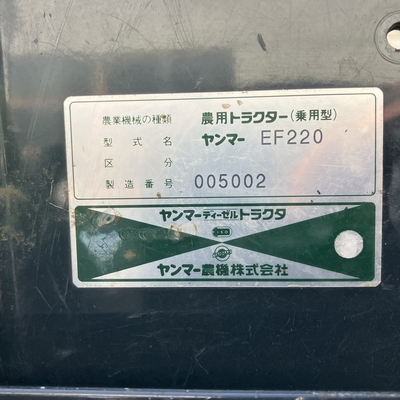 農業機械の種類 農用トラクター(乗用型)
型式名 ヤンマー EF220
区分
製造番号 005002
ヤンマーディーゼルトラクタ
ヤンマー農機株式会社